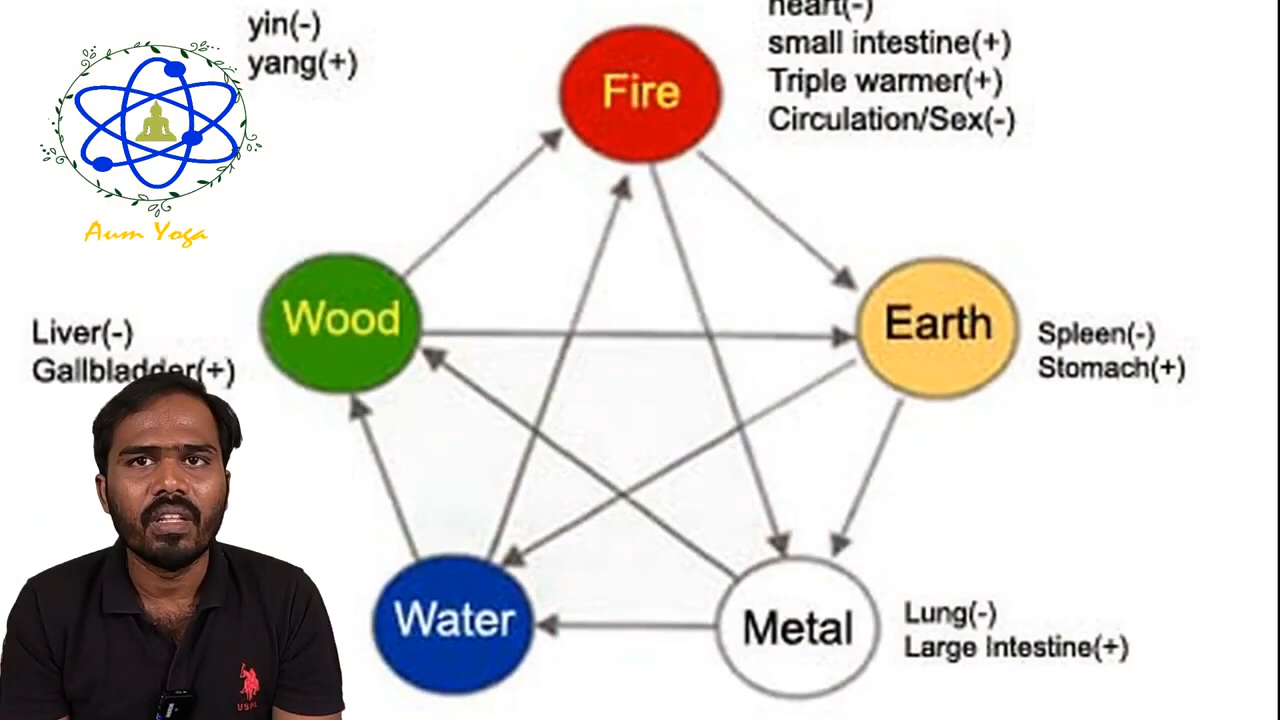 yin(-)
yang(+)
heart(-)
small intestine(+)
Triple warmer(+)
Circulation/Sex(-)
Fire
Aum Yoga
Wood
Earth
Liver(-)
Gallbladder(+)
Spleen(-)
Stomach(+)
Water
Metal
Lung(-)
Large Intestine(+)